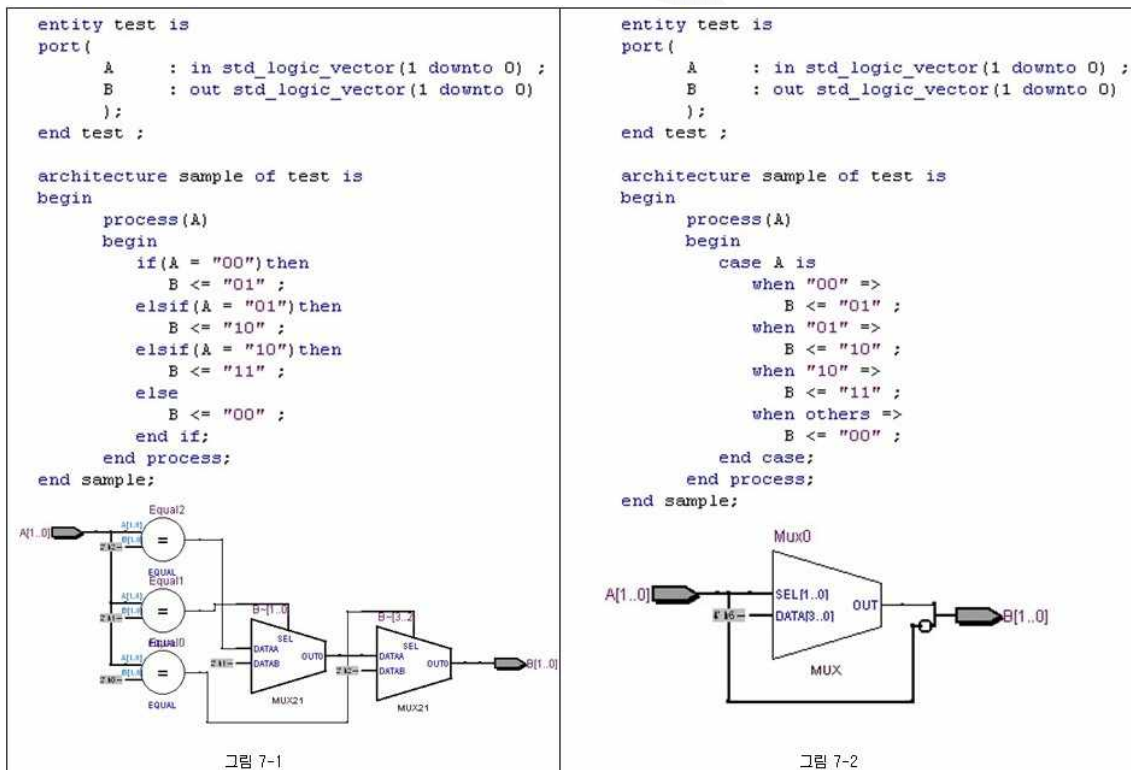 entity test is
port(
A : in std_logic_vector(1 downto 0) ;
B : out std_logic_vector(1 downto 0)
);
end test ;
architecture sample of test is
begin
process(A)
begin
if(A = "00")then
B <= "01" ;
elsif(A = "01")then
B <= "10" ;
elsif(A = "10")then
B <= "11" ;
else
B <= "00" ;
end if;
end process;
end sample;
Equal2
A[1..0]
=
EQUAL
Equal1
=
Equal0
=
EQUAL
B~[1..0]
SEL
DATAA
DATAB
OUT0
MUX21
B~[3..2]
SEL
DATAA
DATAB
OUT0
MUX21
B[1..0]
그림 7-1
entity test is
port(
A : in std_logic_vector(1 downto 0) ;
B : out std_logic_vector(1 downto 0)
);
end test ;
architecture sample of test is
begin
process(A)
begin
case A is
when "00" =>
B <= "01" ;
when "01" =>
B <= "10" ;
when "10" =>
B <= "11" ;
when others =>
B <= "00" ;
end case;
end process;
end sample;
Mux0
A[1..0]
SEL[1..0]
DATA[3..0]
OUT
MUX
B[1..0]
그림 7-2